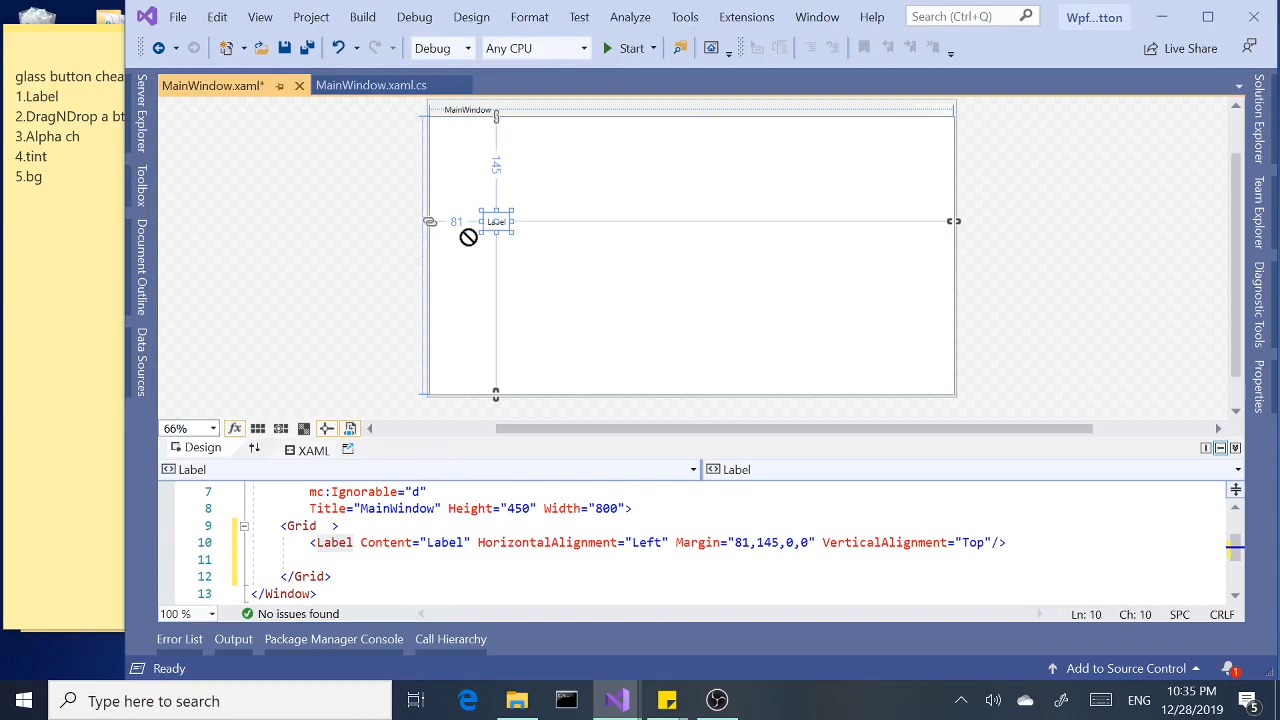 File
Edit
View
Git
Project
Debug
Design
Format
Test
Analyze
Tools
Extensions
Window
Search (Ctrl+Q)
Wpf...tton
Debug
Any CPU
Start
Live Share
glass button chea
1.Label
2.DragNDrop a bt
3.Alpha ch
4.tint
5.bg
Server Explorer
Toolbox
Document Outline
Data Sources
MainWindow.xaml*
MainWindow.xaml.cs
MainWindow
145
81
Label
Solution Explorer
Team Explorer
Diagnostic Tools
Properties
66%
fx
Design
XAML
Label
Label
7 mc:Ignorable="d"
8 Title="MainWindow" Height="450" Width="800">
9 <Grid >
10 <Label Content="Label" HorizontalAlignment="Left" Margin="81,145,0,0" VerticalAlignment="Top"/>
11
12 </Grid>
13 </Window>
100 %
No issues found
Ln: 10
Ch: 10
SPC
CRLF
Error List
Output
Package Manager Console
Call Hierarchy
Ready
Add to Source Control
1
Type here to search
ENG
10:35 PM
12/28/2019
5